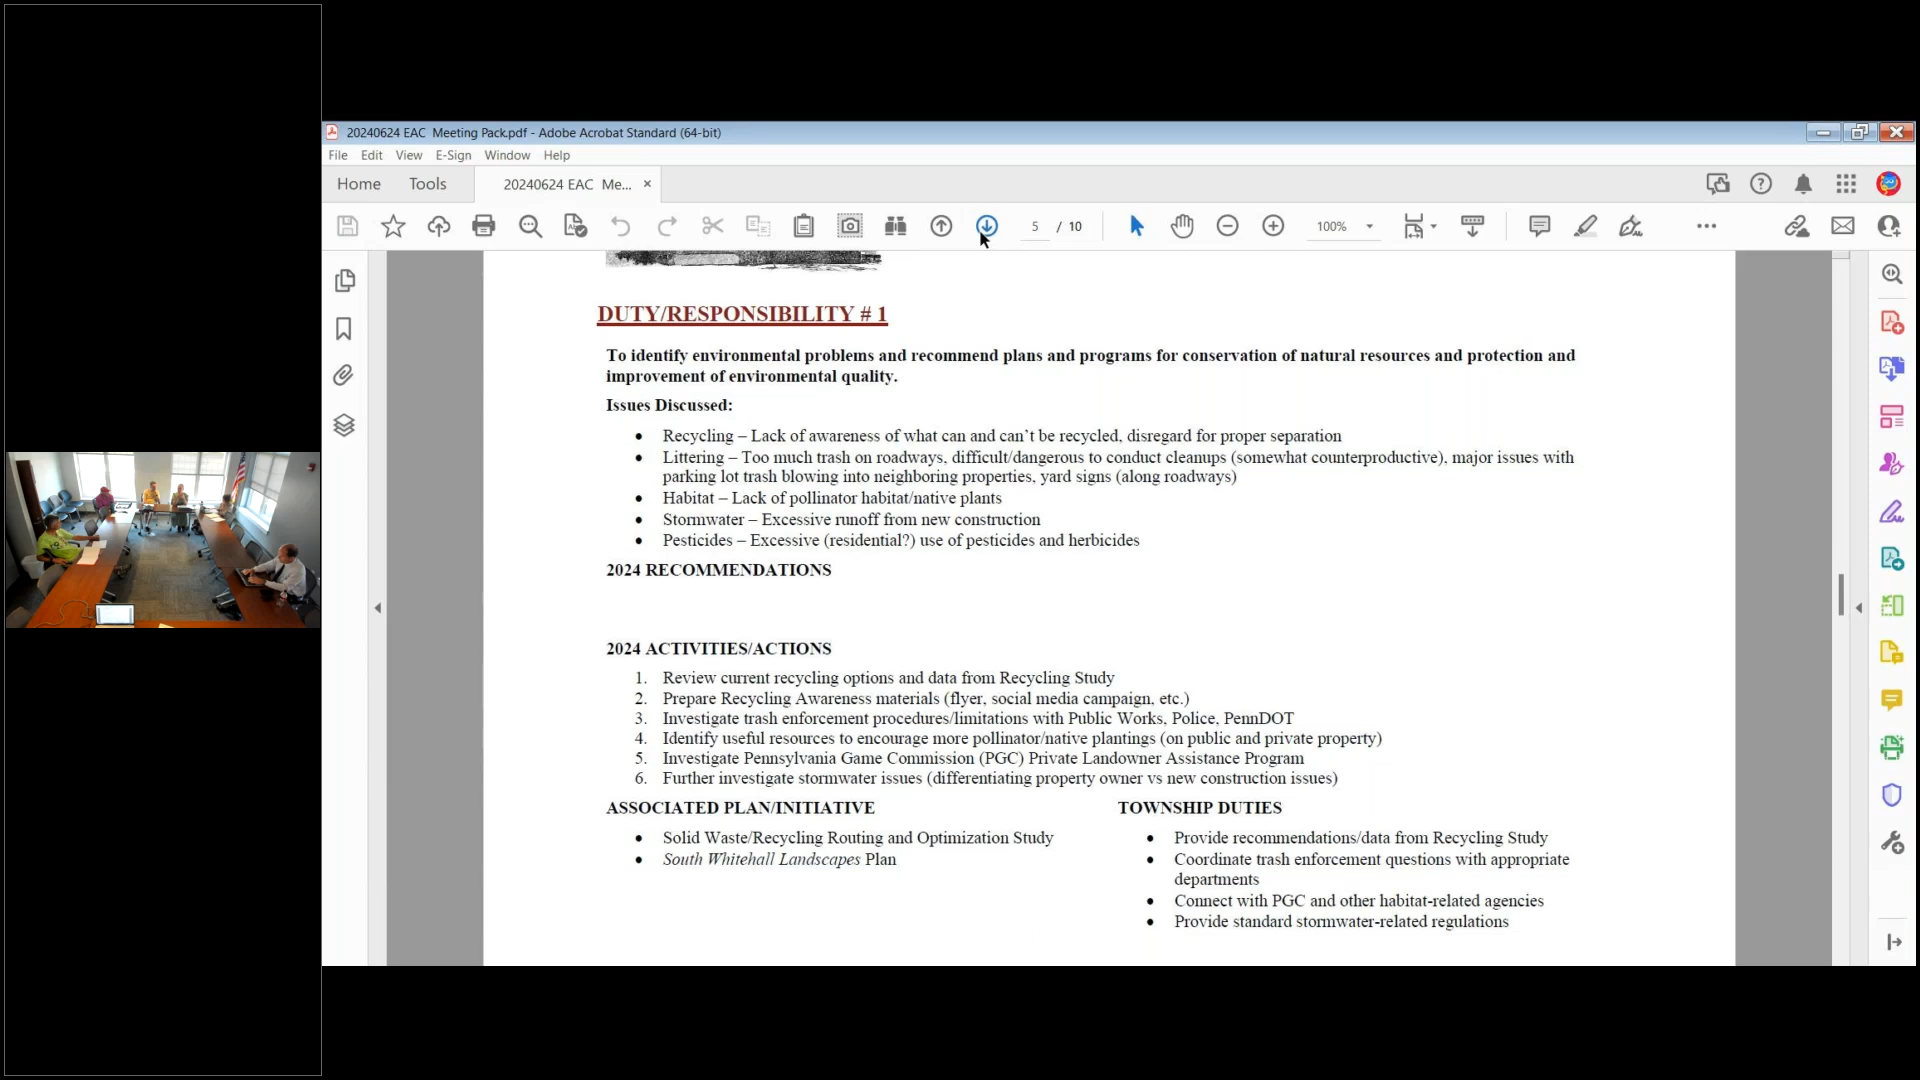 20240624 EAC  Meeting Pack.pdf - Adobe Acrobat Standard (64-bit)
File Edit View E-Sign Window Help
Home Tools 20240624 EAC  Me... ×
5 / 10 100%
DUTY/RESPONSIBILITY # 1
To identify environmental problems and recommend plans and programs for conservation of natural resources and protection and
improvement of environmental quality.
Issues Discussed:
• Recycling – Lack of awareness of what can and can’t be recycled, disregard for proper separation
• Littering – Too much trash on roadways, difficult/dangerous to conduct cleanups (somewhat counterproductive), major issues with
parking lot trash blowing into neighboring properties, yard signs (along roadways)
• Habitat – Lack of pollinator habitat/native plants
• Stormwater – Excessive runoff from new construction
• Pesticides – Excessive (residential?) use of pesticides and herbicides
2024 RECOMMENDATIONS
2024 ACTIVITIES/ACTIONS
1. Review current recycling options and data from Recycling Study
2. Prepare Recycling Awareness materials (flyer, social media campaign, etc.)
3. Investigate trash enforcement procedures/limitations with Public Works, Police, PennDOT
4. Identify useful resources to encourage more pollinator/native plantings (on public and private property)
5. Investigate Pennsylvania Game Commission (PGC) Private Landowner Assistance Program
6. Further investigate stormwater issues (differentiating property owner vs new construction issues)
ASSOCIATED PLAN/INITIATIVE
• Solid Waste/Recycling Routing and Optimization Study
• South Whitehall Landscapes Plan
TOWNSHIP DUTIES
• Provide recommendations/data from Recycling Study
• Coordinate trash enforcement questions with appropriate
departments
• Connect with PGC and other habitat-related agencies
• Provide standard stormwater-related regulations